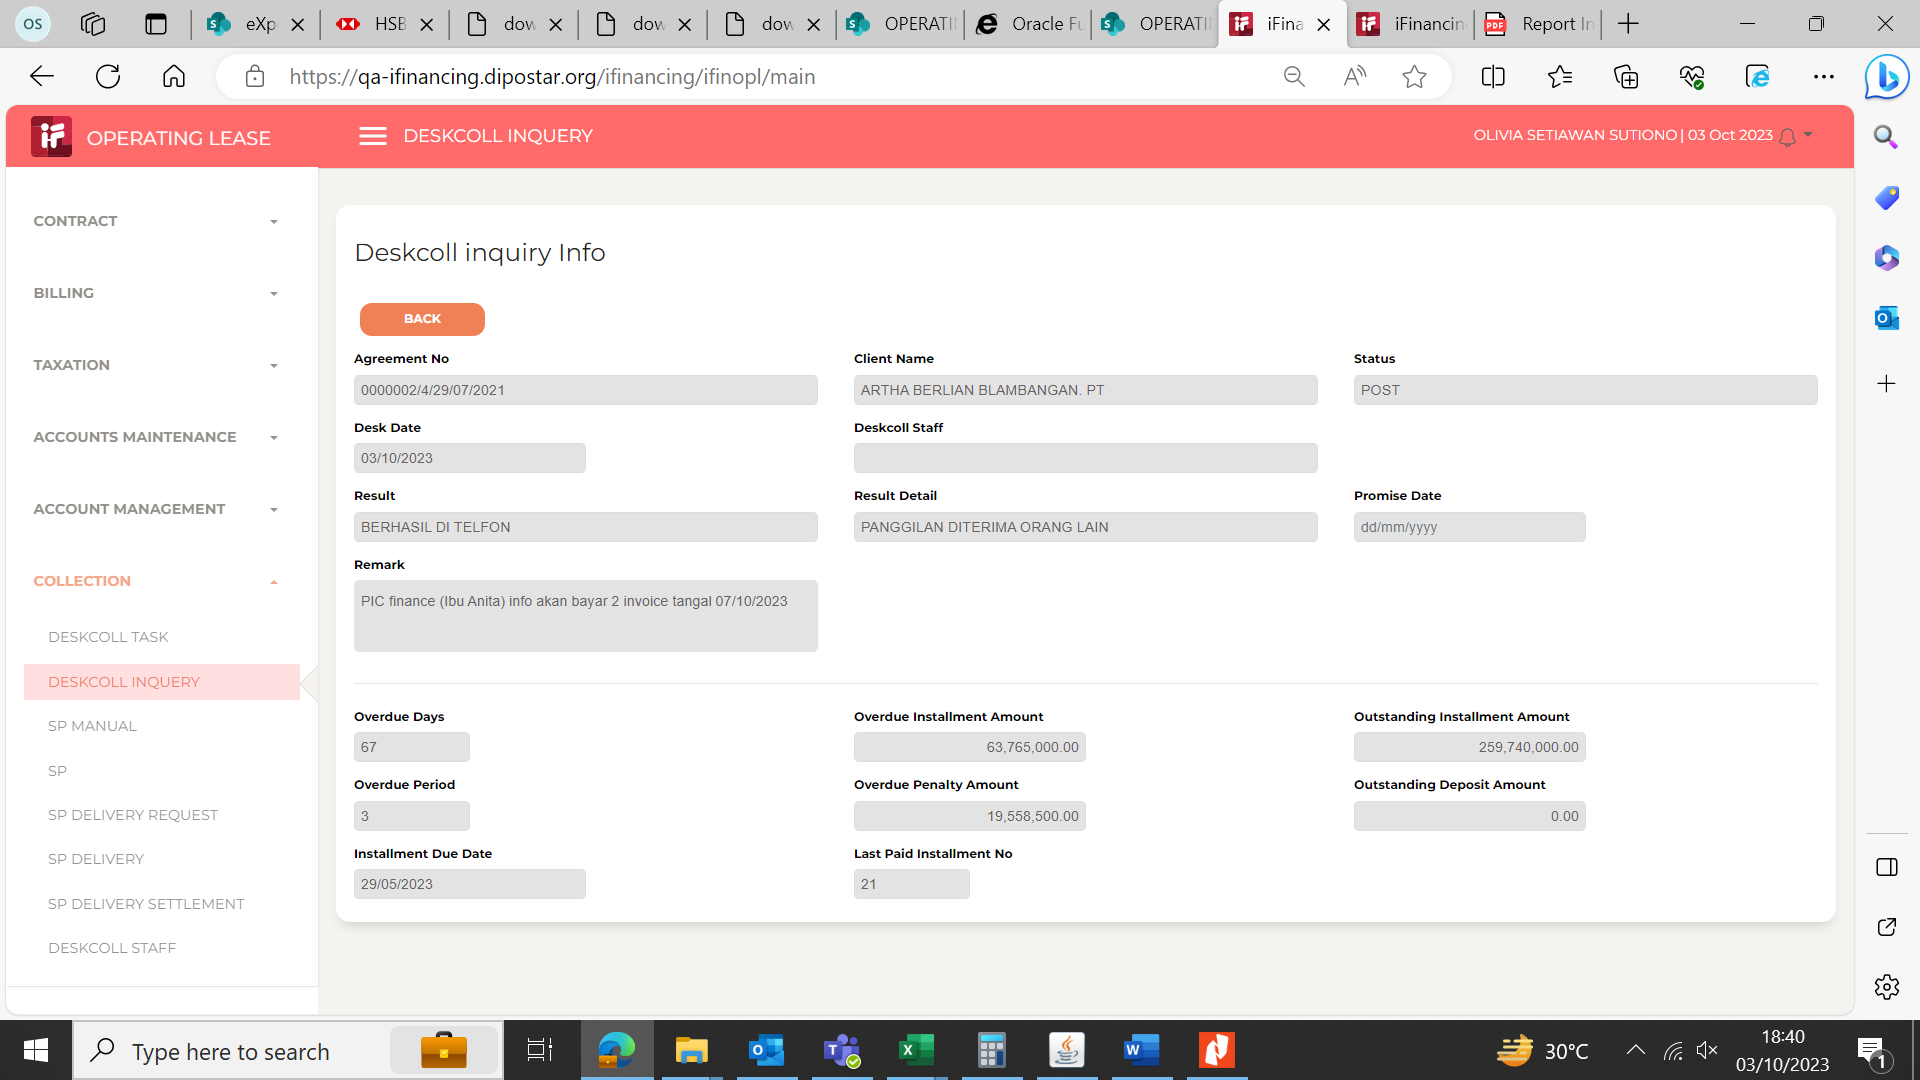 OS
eXp
HSB
dow
dow
dow
OPERATIN
Oracle Fu
OPERATIN
iFina
iFinancin
Report In
https://qa-ifinancing.dipostar.org/ifinancing/ifinopl/main
OPERATING LEASE
DESKCOLL INQUERY
OLIVIA SETIAWAN SUTIONO | 03 Oct 2023
CONTRACT
BILLING
TAXATION
ACCOUNTS MAINTENANCE
ACCOUNT MANAGEMENT
COLLECTION
DESKCOLL TASK
DESKCOLL INQUERY
SP MANUAL
SP
SP DELIVERY REQUEST
SP DELIVERY
SP DELIVERY SETTLEMENT
DESKCOLL STAFF
Deskcoll inquiry Info
BACK
Agreement No
0000002/4/29/07/2021
Client Name
ARTHA BERLIAN BLAMBANGAN. PT
Status
POST
Desk Date
03/10/2023
Deskcoll Staff
Result
BERHASIL DI TELFON
Result Detail
PANGGILAN DITERIMA ORANG LAIN
Promise Date
dd/mm/yyyy
Remark
PIC finance (Ibu Anita) info akan bayar 2 invoice tangal 07/10/2023
Overdue Days
67
Overdue Installment Amount
63,765,000.00
Outstanding Installment Amount
259,740,000.00
Overdue Period
3
Overdue Penalty Amount
19,558,500.00
Outstanding Deposit Amount
0.00
Installment Due Date
29/05/2023
Last Paid Installment No
21
Type here to search
30°C
18:40
03/10/2023
1